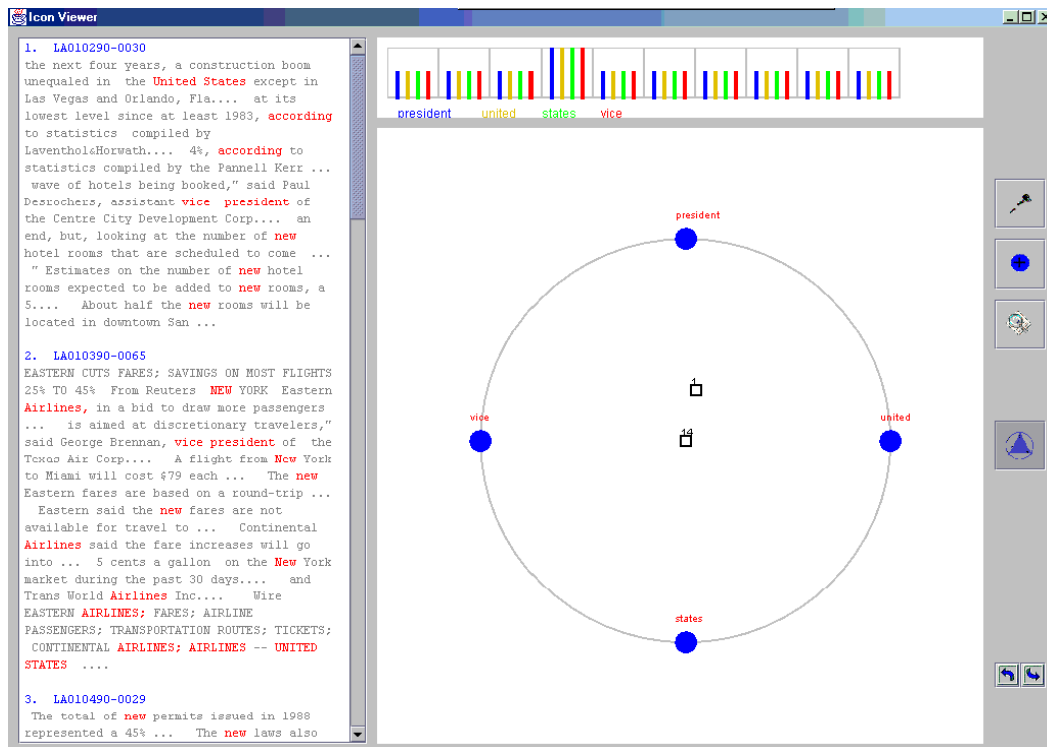 Icon Viewer
1. LA010290-0030
the next four years, a construction boom
unequaled in the United States except in
Las Vegas and Orlando, Fla.... at its
lowest level since at least 1983, according
to statistics compiled by
Laventhol&Horwath.... 4%, according to
statistics compiled by the Pannell Kerr ...
wave of hotels being booked," said Paul
Desrochers, assistant vice president of
the Centre City Development Corp.... an
end, but, looking at the number of new
hotel rooms that are scheduled to come ...
" Estimates on the number of new hotel
rooms expected to be added to new rooms, a
5.... About half the new rooms will be
located in downtown San ...
2. LA010390-0065
EASTERN CUTS FARES; SAVINGS ON MOST FLIGHTS
25% TO 45% From Reuters NEW YORK Eastern
Airlines, in a bid to draw more passengers
... is aimed at discretionary travelers,"
said George Brennan, vice president of the
Texas Air Corp.... A flight from New York
to Miami will cost $79 each ... The new
Eastern fares are based on a round-trip ...
Eastern said the new fares are not
available for travel to ... Continental
Airlines said the fare increases will go
into ... 5 cents a gallon on the New York
market during the past 30 days.... and
Trans World Airlines Inc.... Wire
EASTERN AIRLINES; FARES; AIRLINE
PASSENGERS; TRANSPORTATION ROUTES; TICKETS;
CONTINENTAL AIRLINES; AIRLINES -- UNITED
STATES ....
3. LA010490-0029
The total of new permits issued in 1988
represented a 45% ... The new laws also
president united states vice
president
1
vice
14
united
states